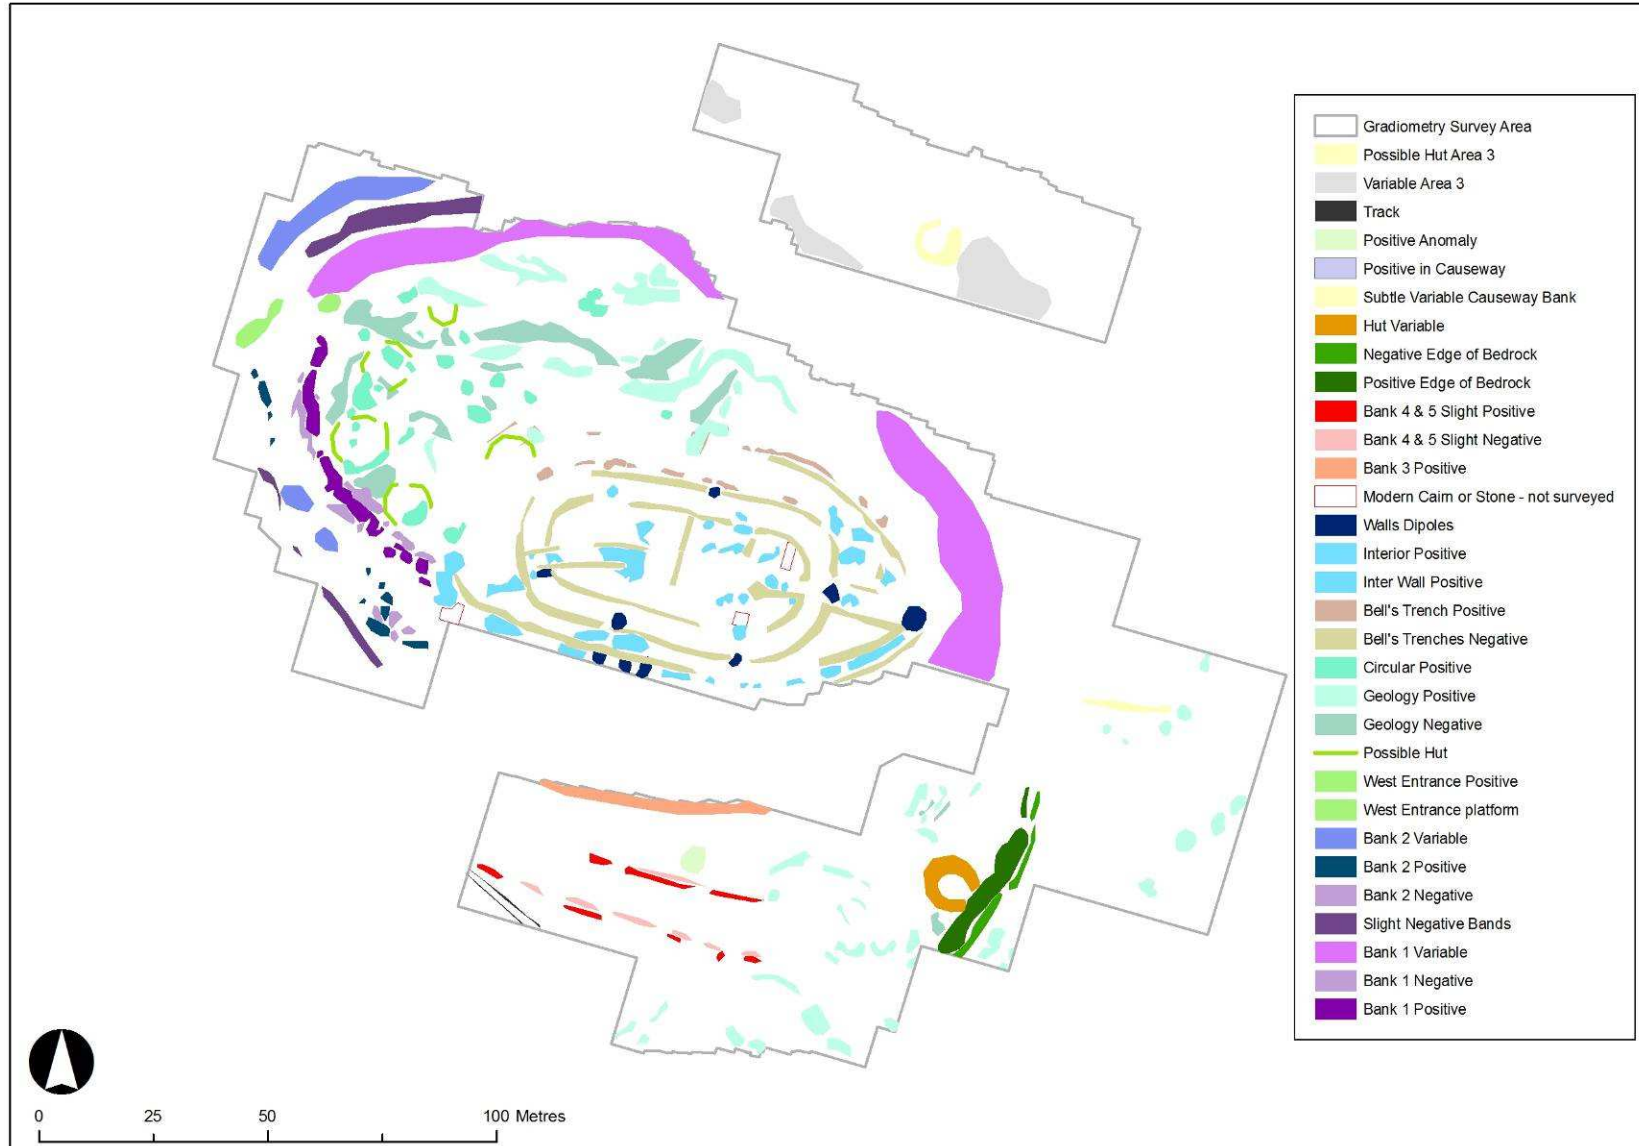 Gradiometry Survey Area
Possible Hut Area 3
Variable Area 3
Track
Positive Anomaly
Positive in Causeway
Subtle Variable Causeway Bank
Hut Variable
Negative Edge of Bedrock
Positive Edge of Bedrock
Bank 4 & 5 Slight Positive
Bank 4 & 5 Slight Negative
Bank 3 Positive
Modern Cairn or Stone - not surveyed
Walls Dipoles
Interior Positive
Inter Wall Positive
Bell's Trench Positive
Bell's Trenches Negative
Circular Positive
Geology Positive
Geology Negative
Possible Hut
West Entrance Positive
West Entrance platform
Bank 2 Variable
Bank 2 Positive
Bank 2 Negative
Slight Negative Bands
Bank 1 Variable
Bank 1 Negative
Bank 1 Positive
0 25 50 100 Metres